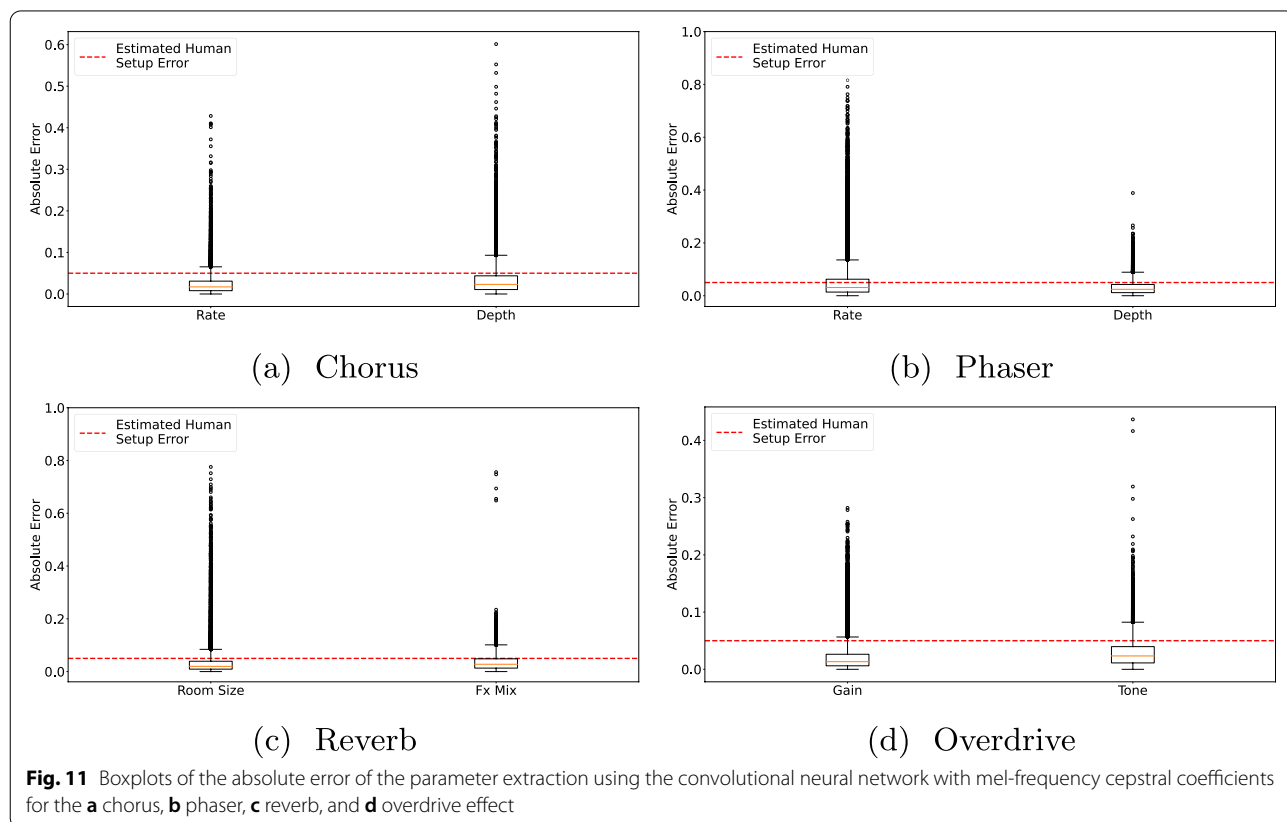 Estimated Human
Setup Error
Absolute Error
0.6
0.5
0.4
0.3
0.2
0.1
0.0
Rate
Depth
(a) Chorus
Estimated Human
Setup Error
Absolute Error
1.0
0.8
0.6
0.4
0.2
0.0
Rate
Depth
(b) Phaser
Estimated Human
Setup Error
Absolute Error
1.0
0.8
0.6
0.4
0.2
0.0
Room Size
Fx Mix
(c) Reverb
Estimated Human
Setup Error
Absolute Error
0.4
0.3
0.2
0.1
0.0
Gain
Tone
(d) Overdrive
Fig. 11 Boxplots of the absolute error of the parameter extraction using the convolutional neural network with mel-frequency cepstral coefficients
for the a chorus, b phaser, c reverb, and d overdrive effect